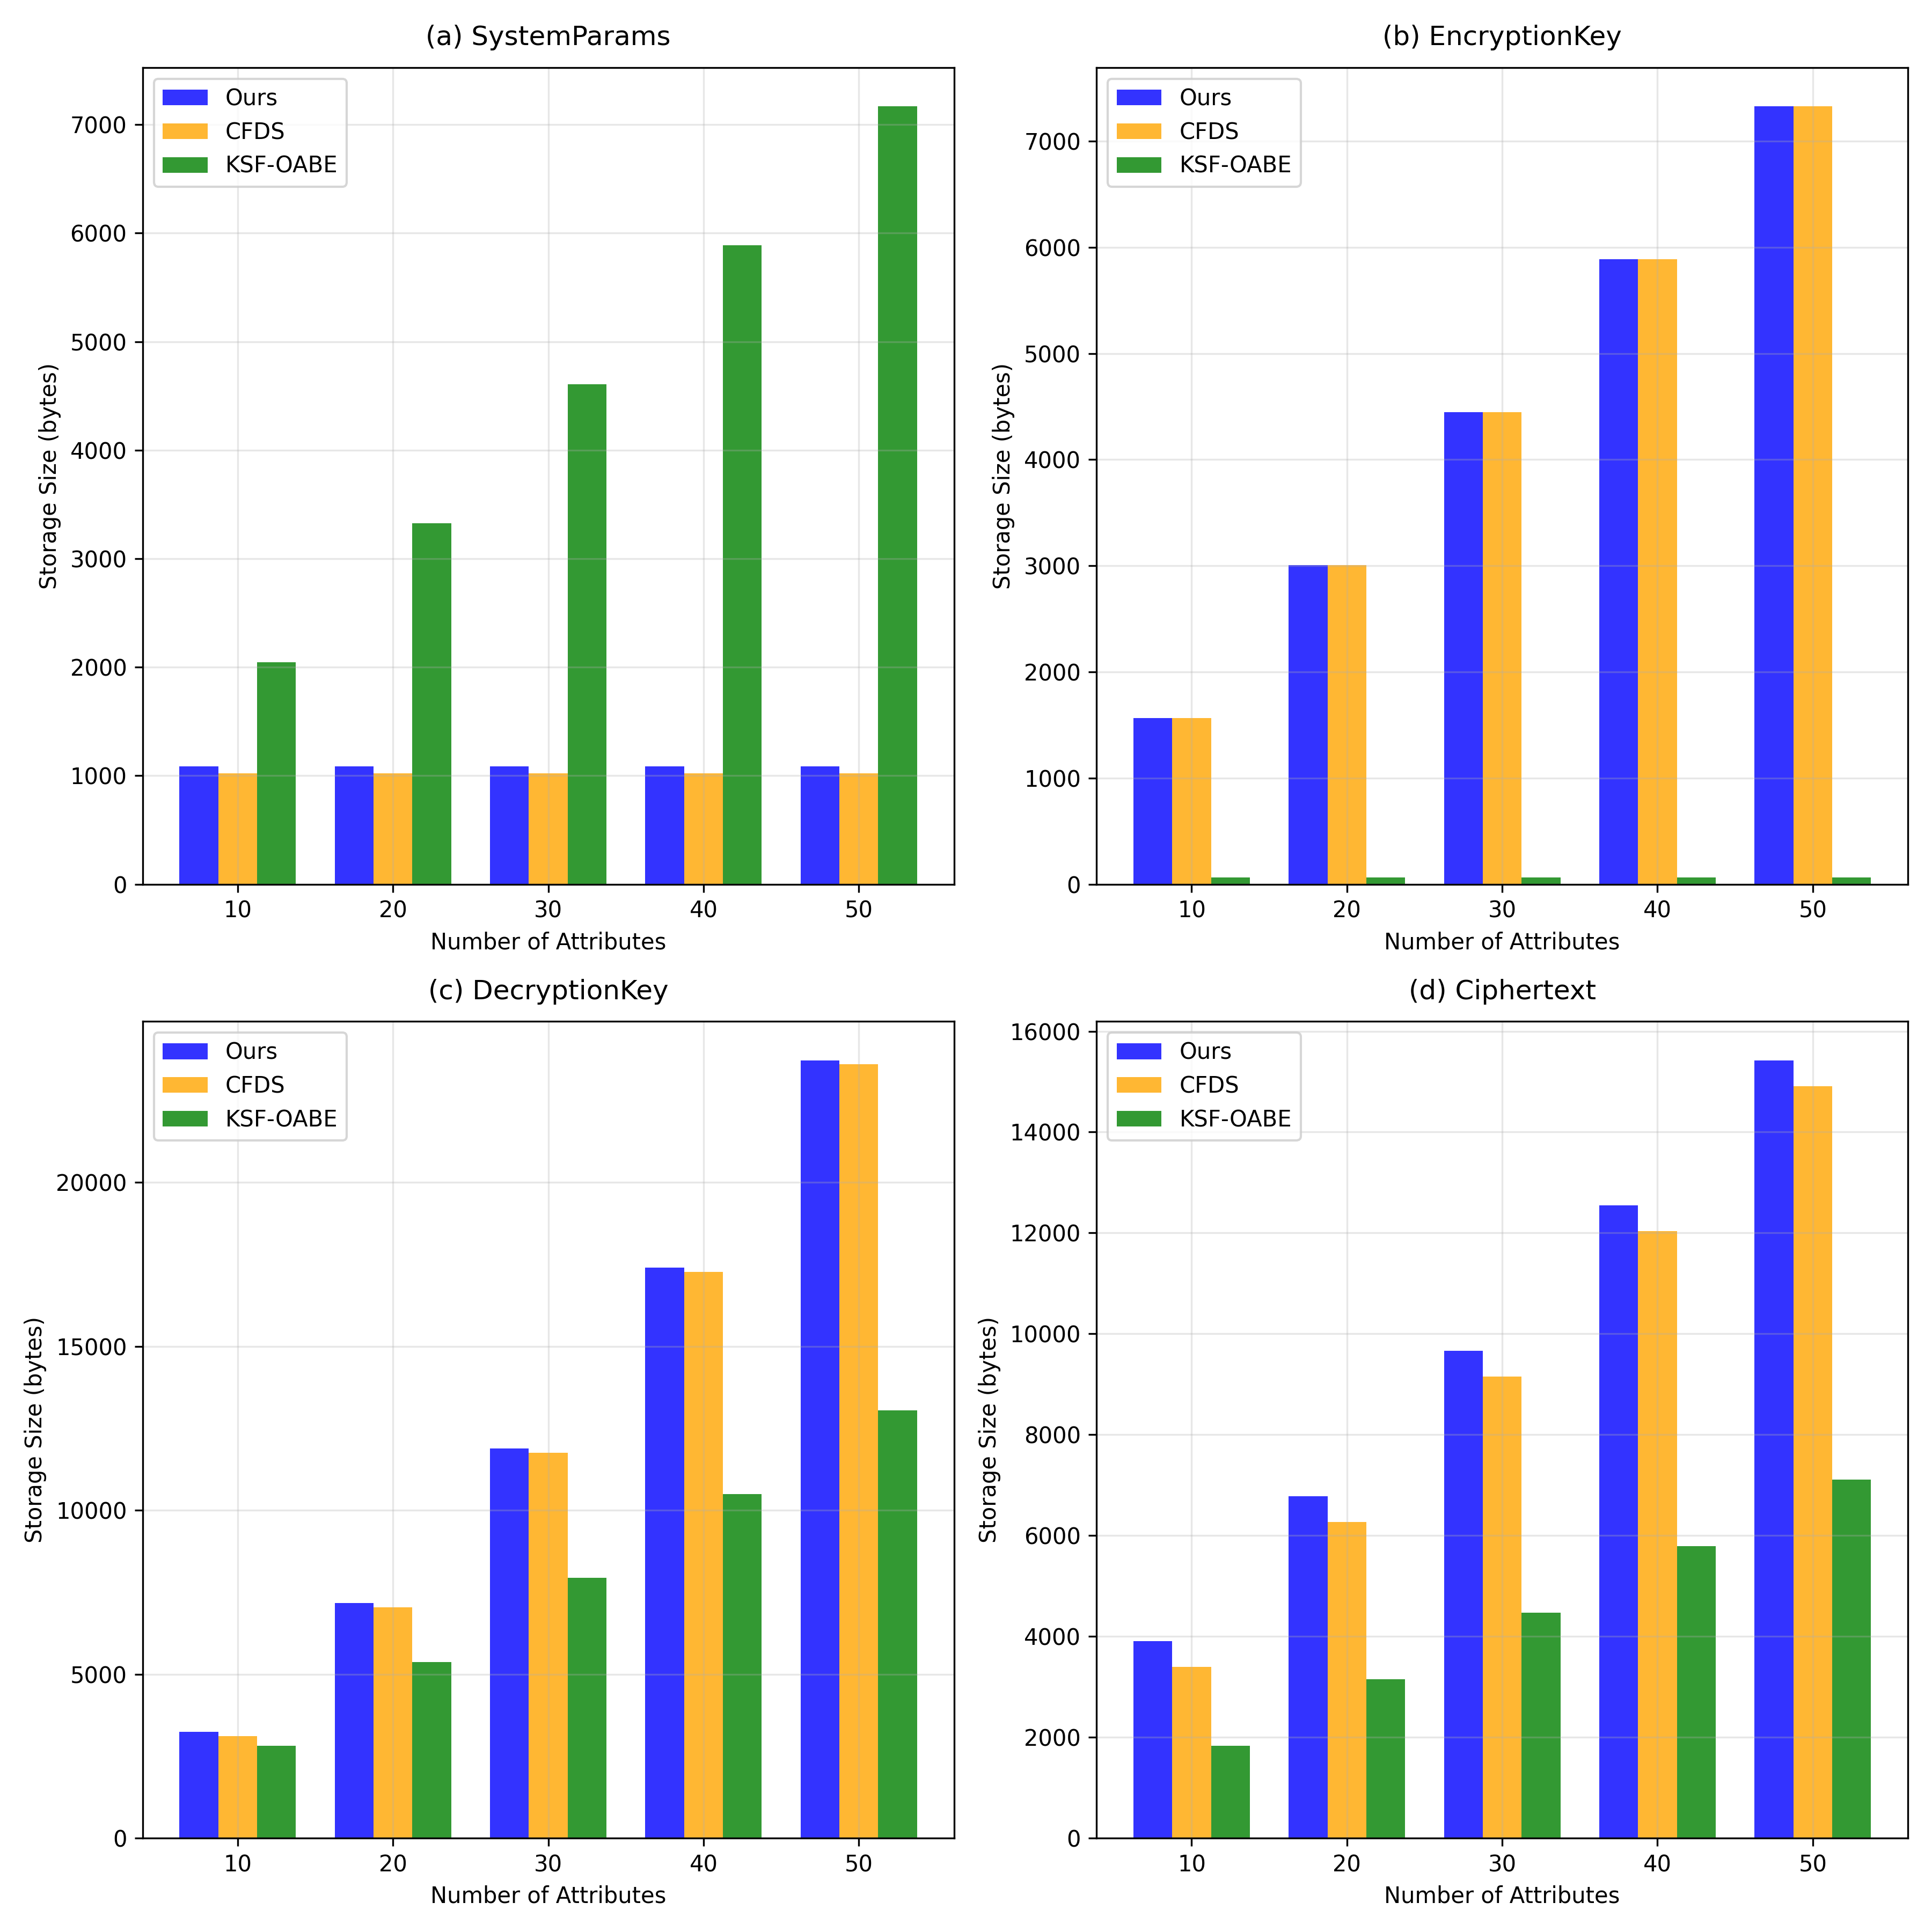 (a) SystemParams
Ours
CFDS
KSF-OABE
7000
6000
5000
4000
3000
2000
1000
0
Storage Size (bytes)
10 20 30 40 50
Number of Attributes
(b) EncryptionKey
Ours
CFDS
KSF-OABE
7000
6000
5000
4000
3000
2000
1000
0
Storage Size (bytes)
10 20 30 40 50
Number of Attributes
(c) DecryptionKey
Ours
CFDS
KSF-OABE
20000
15000
10000
5000
0
Storage Size (bytes)
10 20 30 40 50
Number of Attributes
(d) Ciphertext
Ours
CFDS
KSF-OABE
16000
14000
12000
10000
8000
6000
4000
2000
0
Storage Size (bytes)
10 20 30 40 50
Number of Attributes